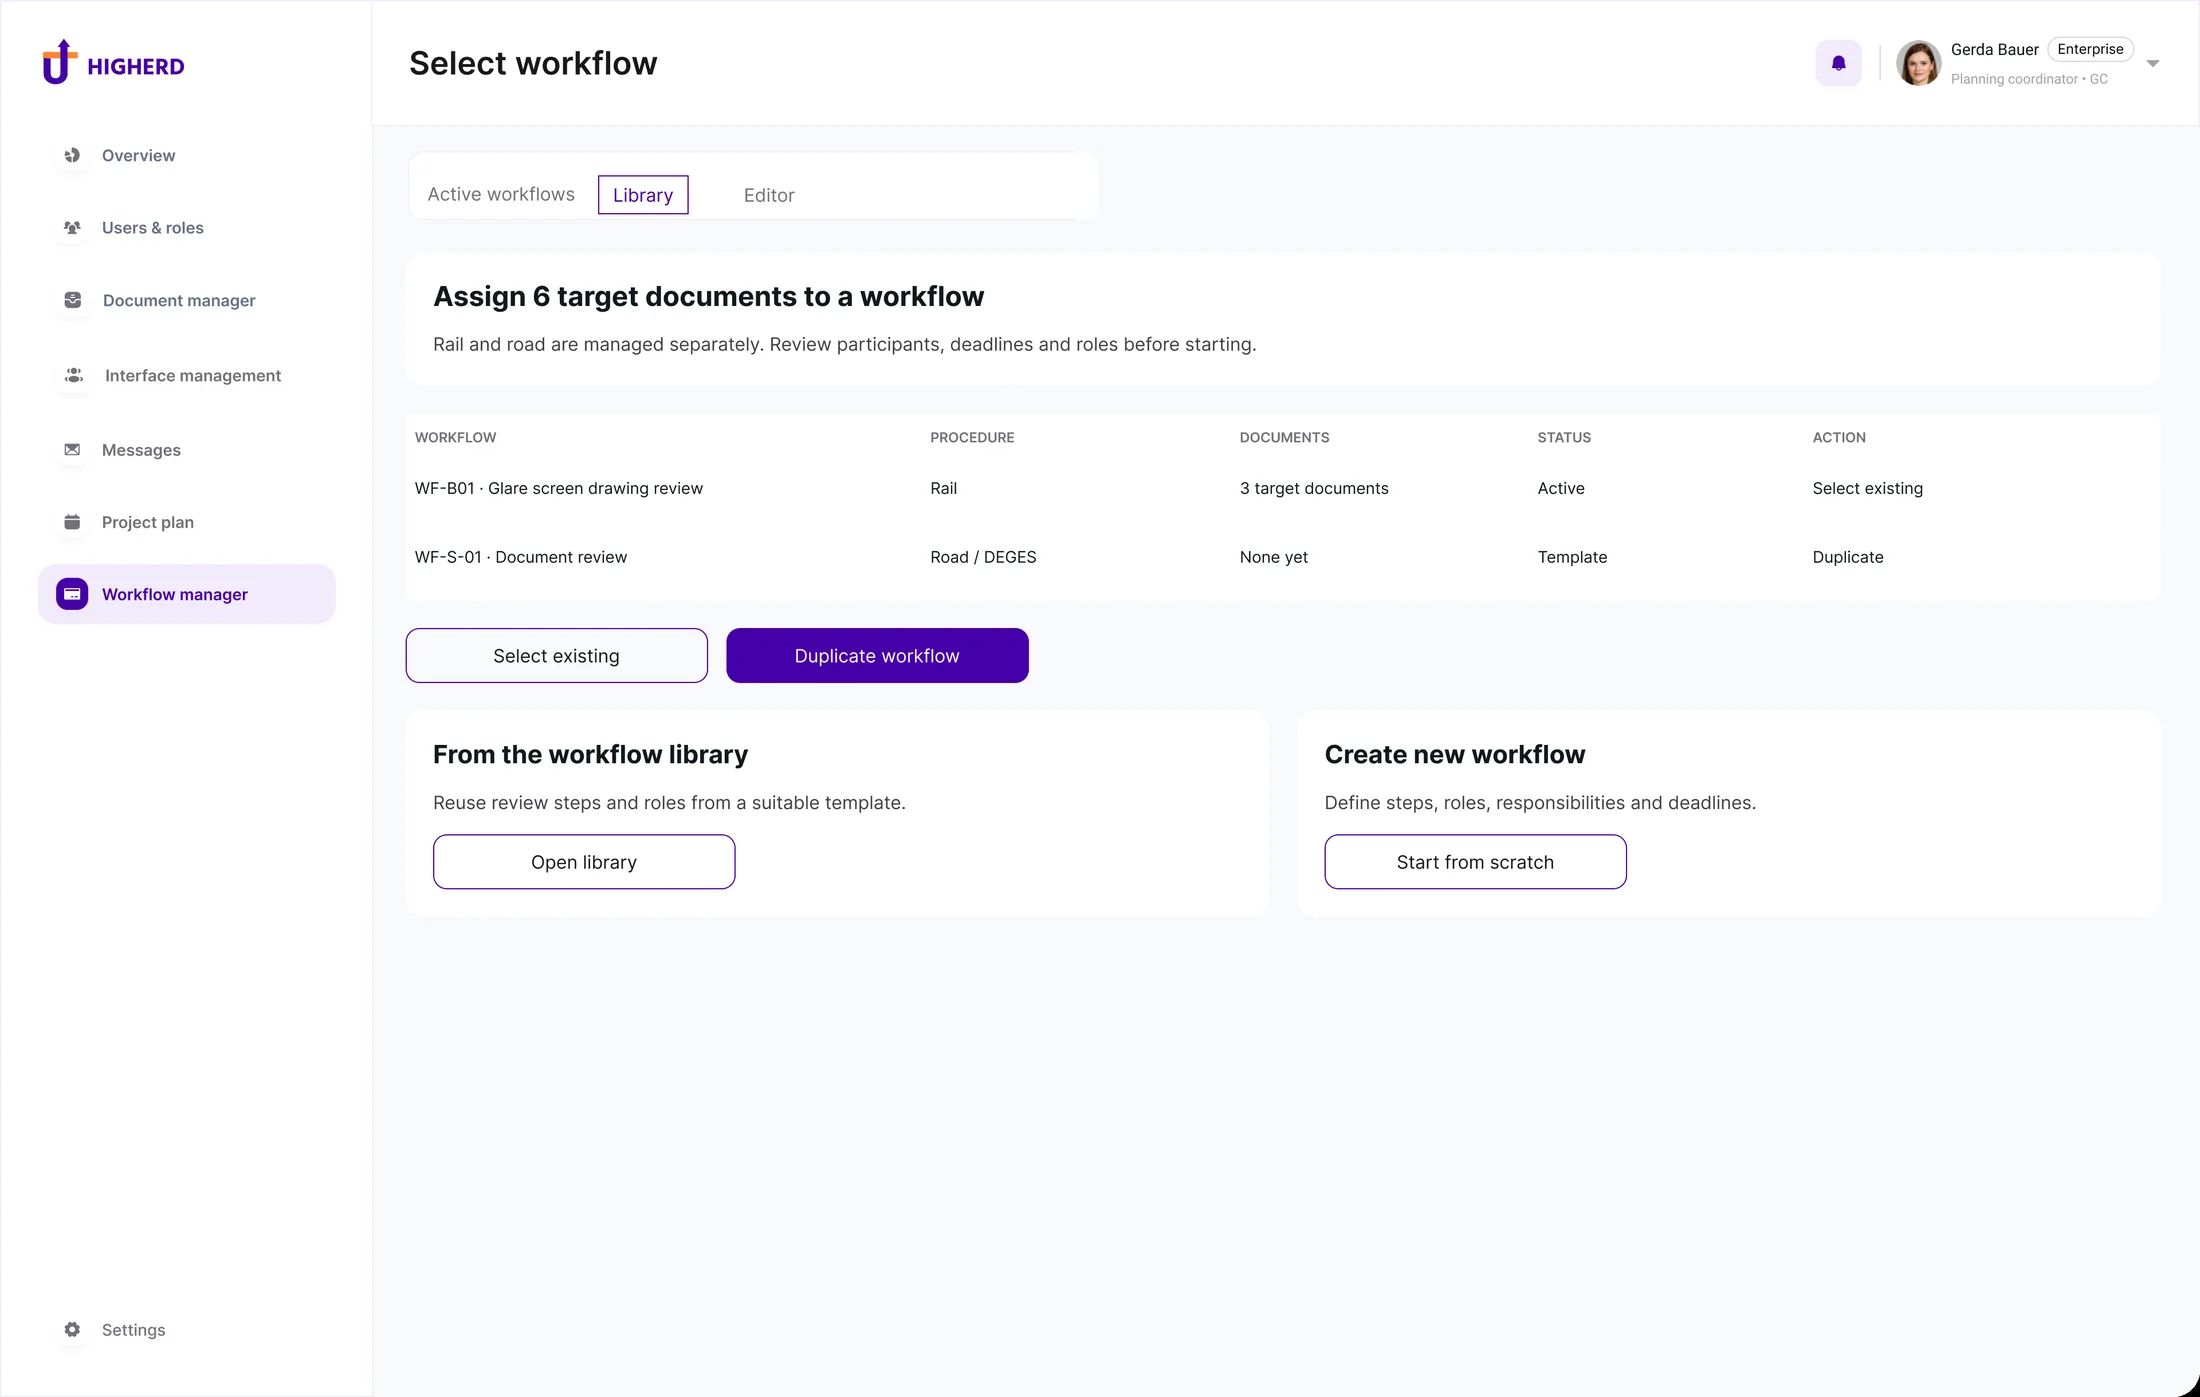 HIGHERD
Select workflow
Gerda Bauer
Enterprise
Planning coordinator • GC
Overview
Users & roles
Document manager
Interface management
Messages
Project plan
Workflow manager
Settings
Active workflows
Library
Editor
Assign 6 target documents to a workflow
Rail and road are managed separately. Review participants, deadlines and roles before starting.
WORKFLOW PROCEDURE DOCUMENTS STATUS ACTION
WF-B01 · Glare screen drawing review Rail 3 target documents Active Select existing
WF-S-01 · Document review Road / DEGES None yet Template Duplicate
Select existing
Duplicate workflow
From the workflow library
Reuse review steps and roles from a suitable template.
Open library
Create new workflow
Define steps, roles, responsibilities and deadlines.
Start from scratch